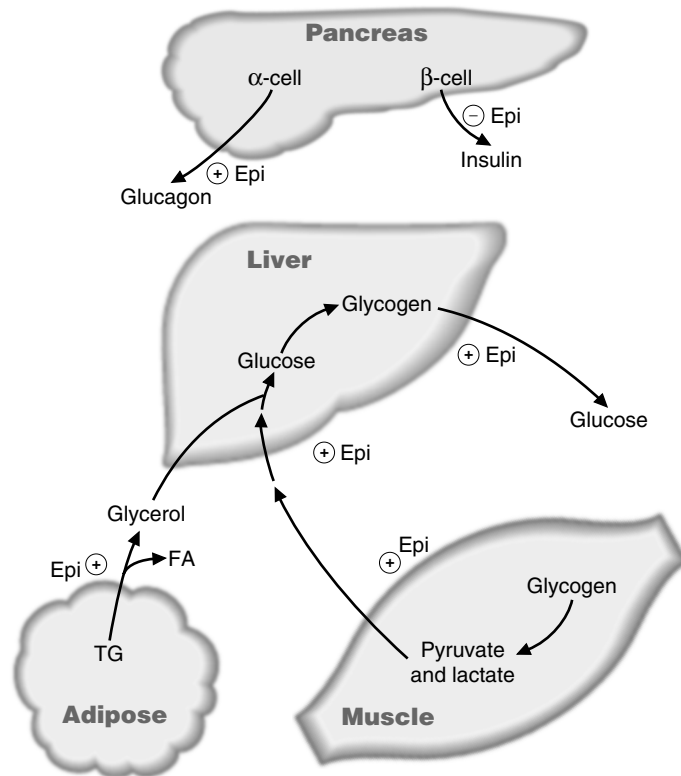 Pancreas
α-cell
β-cell
⊖ Epi
Insulin
⊕ Epi
Glucagon
Liver
Glycogen
Glucose
⊕ Epi
Glucose
⊕ Epi
Glycerol
Epi ⊕
FA
TG
Adipose
Epi
⊕
Glycogen
Pyruvate
and lactate
Muscle